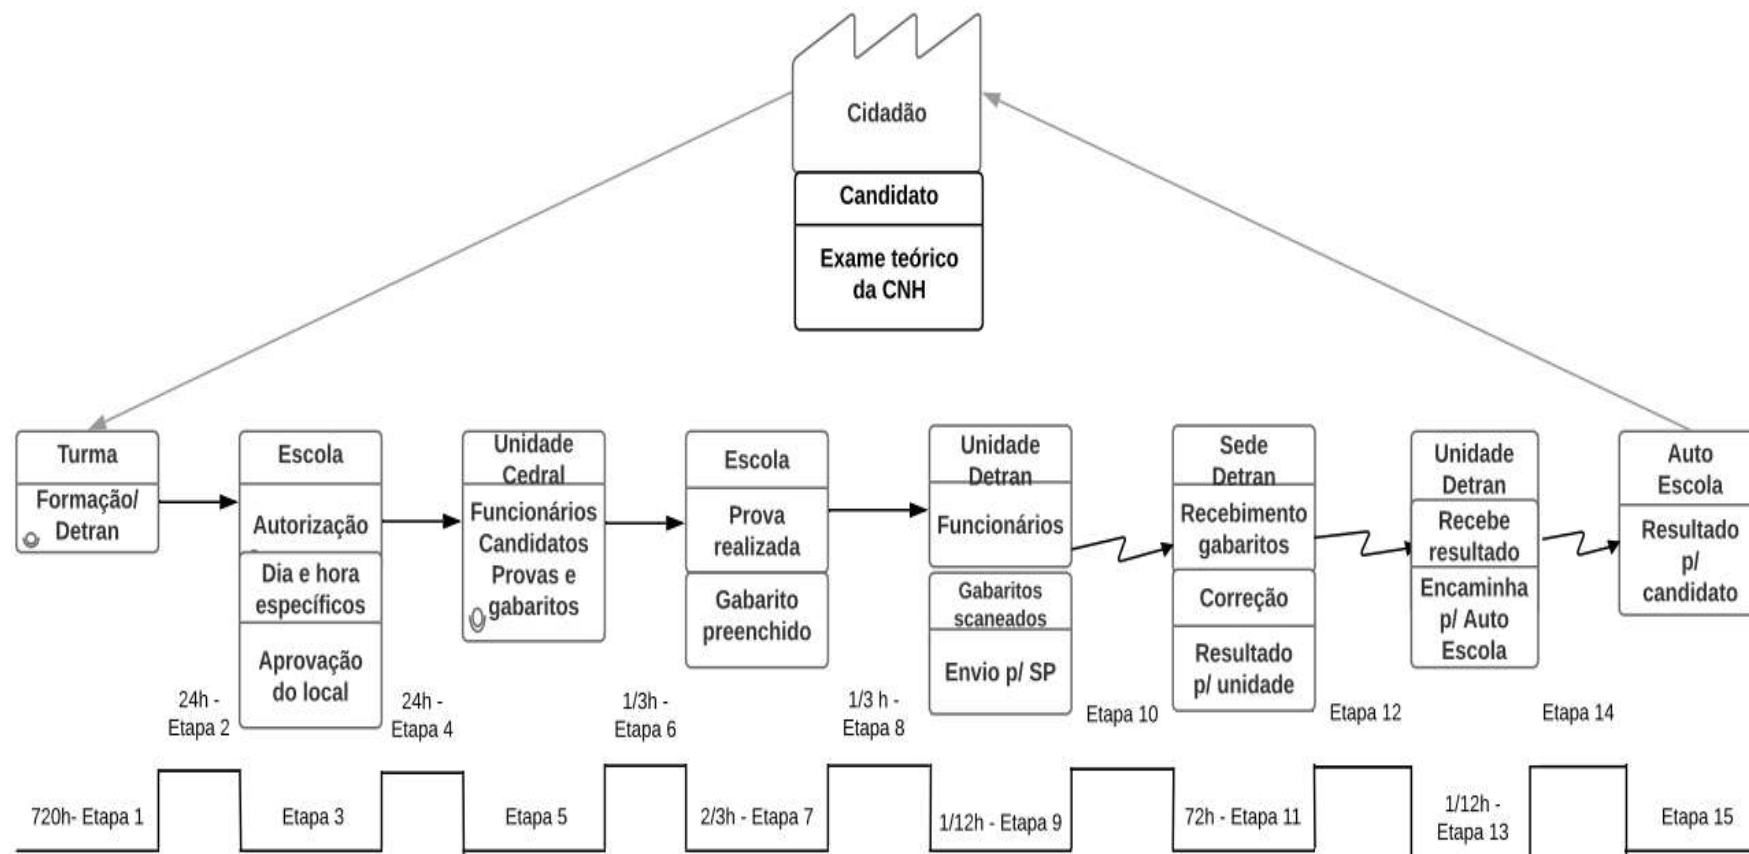 Cidadão
Candidato
Exame teórico
da CNH
Turma
Formação/
Detran
Escola
Autorização
Dia e hora
específicos
Aprovação
do local
Unidade
Cedral
Funcionários
Candidatos
Provas e
gabaritos
Escola
Prova
realizada
Gabarito
preenchido
Unidade
Detran
Funcionários
Gabaritos
scaneados
Envio p/ SP
Sede
Detran
Recebimento
gabaritos
Correção
Resultado
p/ unidade
Unidade
Detran
Recebe
resultado
Encaminha
p/ Auto
Escola
Auto
Escola
Resultado
p/
candidato
24h -
Etapa 2
24h -
Etapa 4
1/3h -
Etapa 6
1/3 h -
Etapa 8
Etapa 10
Etapa 12
Etapa 14
720h- Etapa 1
Etapa 3
Etapa 5
2/3h - Etapa 7
1/12h - Etapa 9
72h - Etapa 11
1/12h -
Etapa 13
Etapa 15